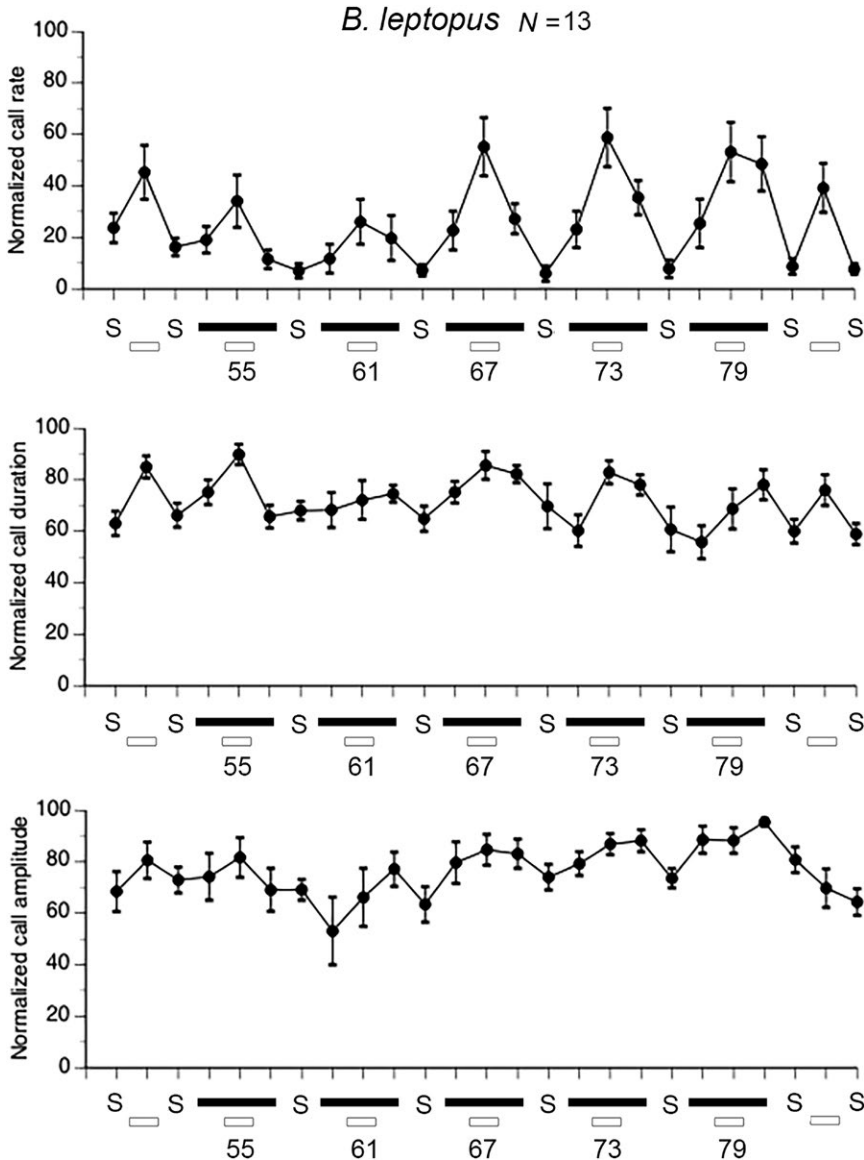 B. leptopus N = 13
Normalized call rate
100
80
60
40
20
0
S S S S S S S S
55 61 67 73 79
Normalized call duration
100
80
60
40
20
0
S S S S S S S S
55 61 67 73 79
Normalized call amplitude
100
80
60
40
20
0
S S S S S S S S
55 61 67 73 79